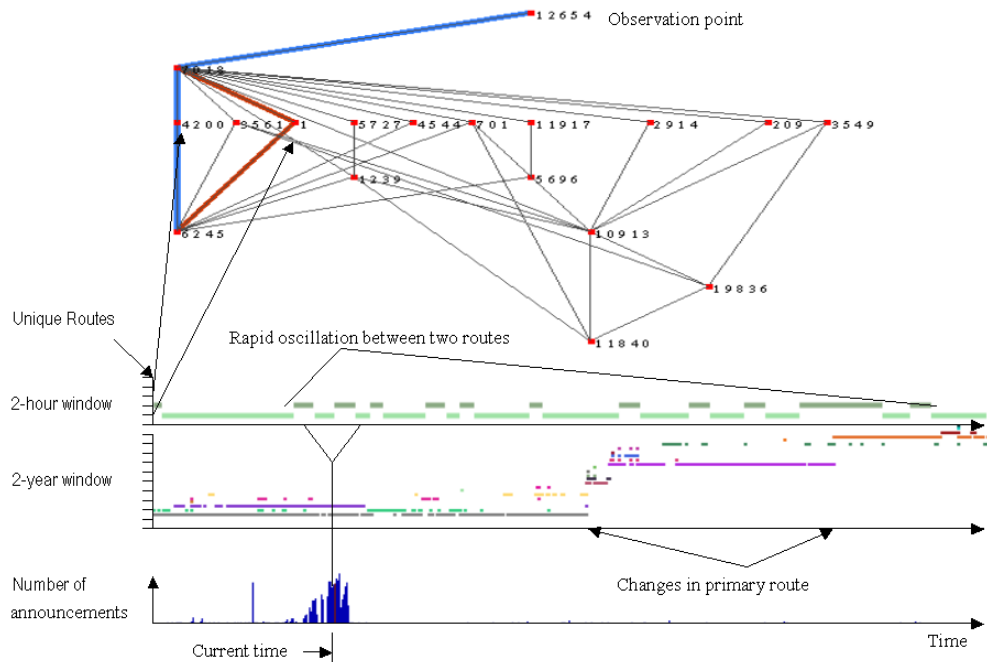 12654 Observation point
7018
4200 3561 1 5727 4544 701 11917 2914 209 3549
1239 5696
6245 10913
19836
11840
Unique Routes
Rapid oscillation between two routes
2-hour window
2-year window
Changes in primary route
Number of
announcements
Current time
Time